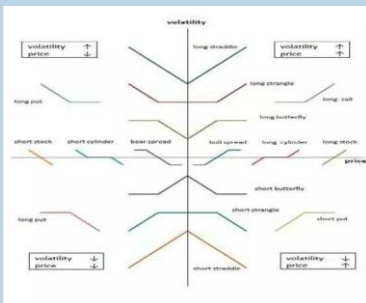 volatility
long straddle
volatility ↑
price ↓
volatility ↑
price ↑
long strangle
long put
long call
long butterfly
short stock
short cylinder
bear spread
bull spread
long cylinder
long stock
price
short butterfly
short strangle
long put
short put
volatility ↓
price ↓
volatility ↓
price ↑
short straddle